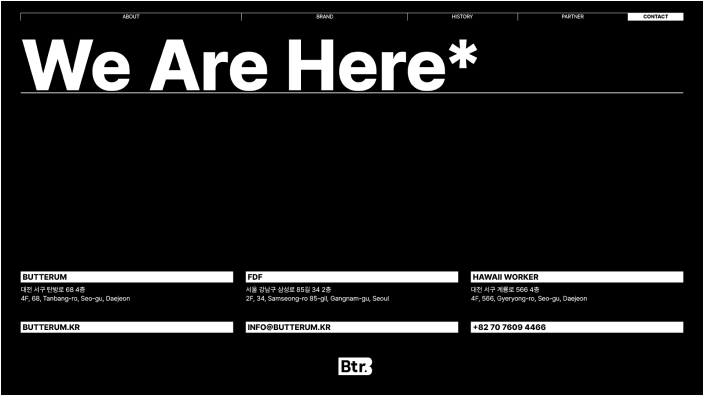 ABOUT BRAND HISTORY PARTNER CONTACT
We Are Here*
BUTTERUM
대전 서구 탄방로 68 4층
4F, 68, Tanbang-ro, Seo-gu, Daejeon
FDF
서울 강남구 삼성로 85길 34 2층
2F, 34, Samseong-ro 85-gil, Gangnam-gu, Seoul
HAWAII WORKER
대전 서구 계룡로 566 4층
4F, 566, Gyeryong-ro, Seo-gu, Daejeon
BUTTERUM.KR
INFO@BUTTERUM.KR
+82 70 7609 4466
Btr.